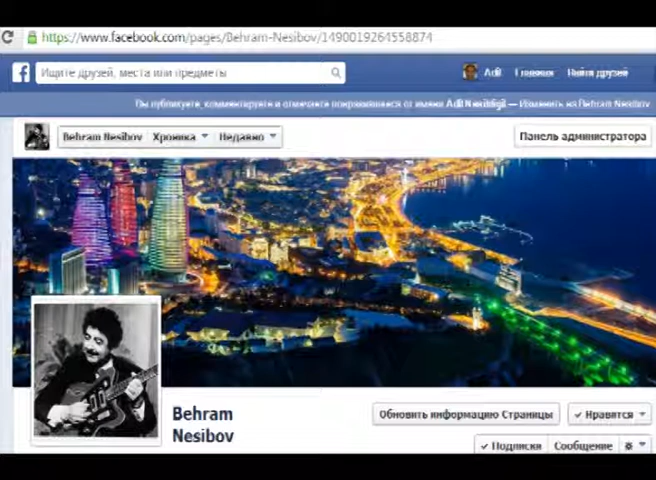 https://www.facebook.com/pages/Behram-Nesibov/1490019264558874
f
Ищите друзей, места или предметы
Adil Главная Найти друзей
Вы публикуете, комментируете и отмечаете понравившееся от имени Adil Nesibfigil — Изменить на Behram Nesibov
Behram Nesibov Хроника Недавно
Панель администратора
Behram
Nesibov
Обновить информацию Страницы ✓ Нравится
✓ Подписки Сообщение